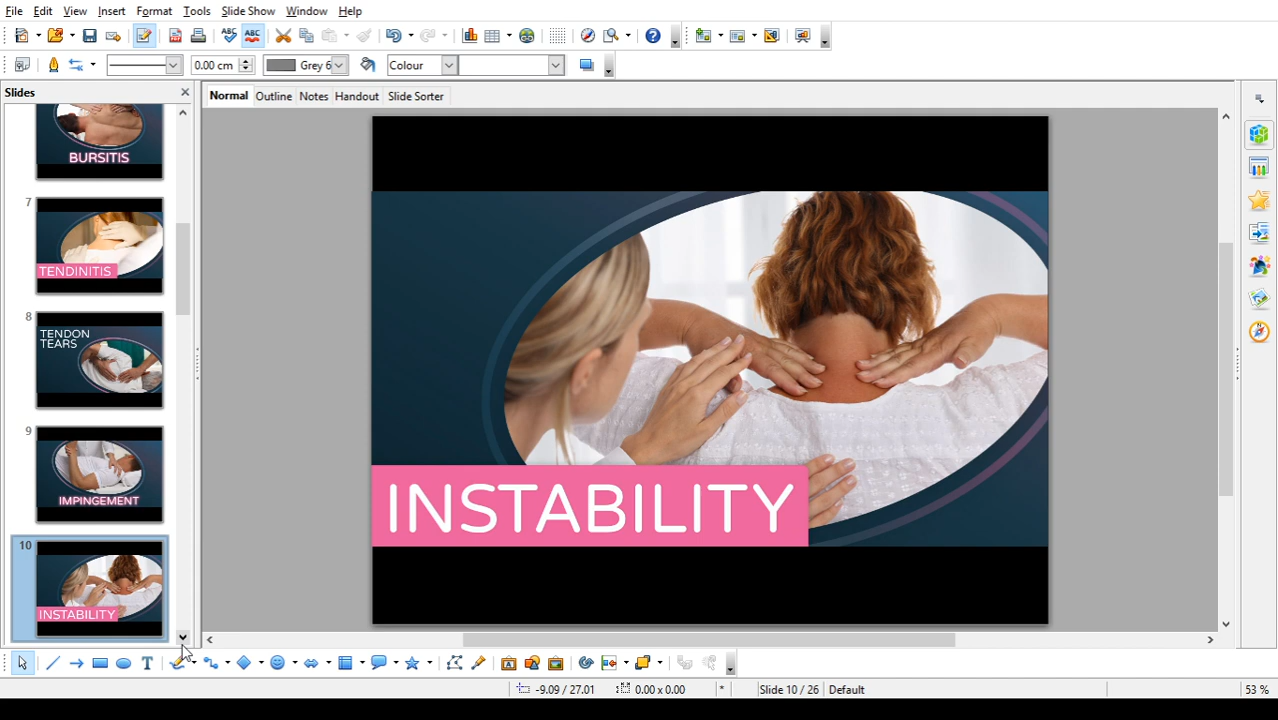 File Edit View Insert Format Tools Slide Show Window Help
ABC ABC
0.00 cm Grey 6 Colour
Slides
Normal Outline Notes Handout Slide Sorter
BURSITIS
7
TENDINITIS
8
TENDON
TEARS
9
IMPINGEMENT
10
INSTABILITY
INSTABILITY
-9.09 / 27.01 0.00 x 0.00 * Slide 10 / 26 Default 53 %